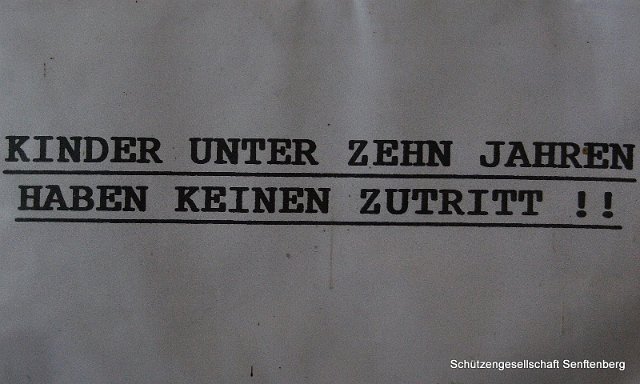 KINDER UNTER ZEHN JAHREN
HABEN KEINEN ZUTRITT !!
Schützengesellschaft Senftenberg